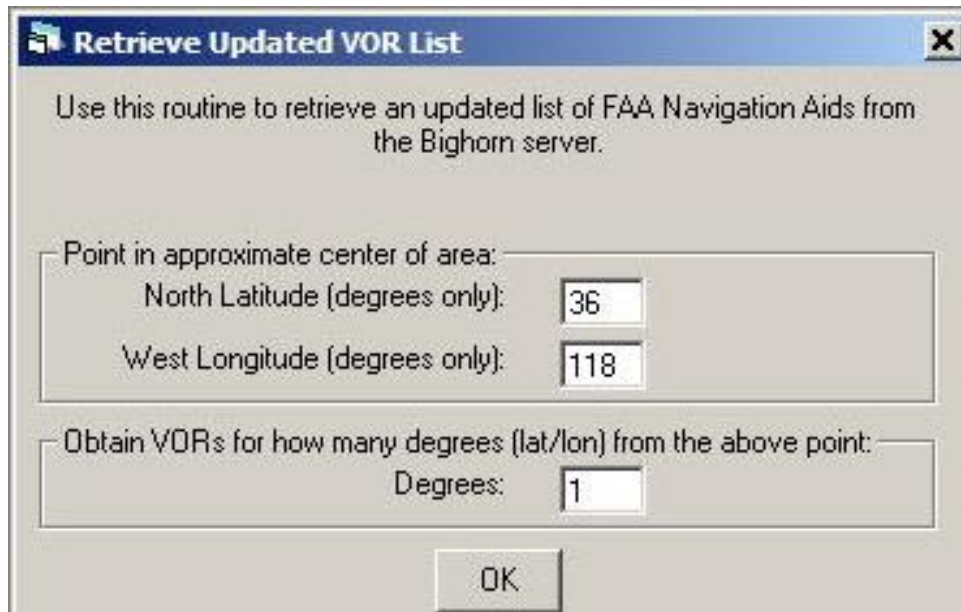 Retrieve Updated VOR List
Use this routine to retrieve an updated list of FAA Navigation Aids from
the Bighorn server.
Point in approximate center of area:
North Latitude (degrees only): 36
West Longitude (degrees only): 118
Obtain VORs for how many degrees (lat/lon) from the above point:
Degrees: 1
OK